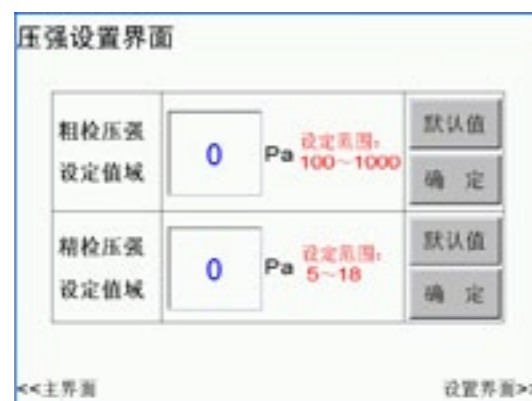 压强设置界面
粗检压强
设定值域
0
Pa
设定范围:
100~1000
默认值
确 定
精检压强
设定值域
0
Pa
设定范围:
5~18
默认值
确 定
<<主界面
设置界面>>